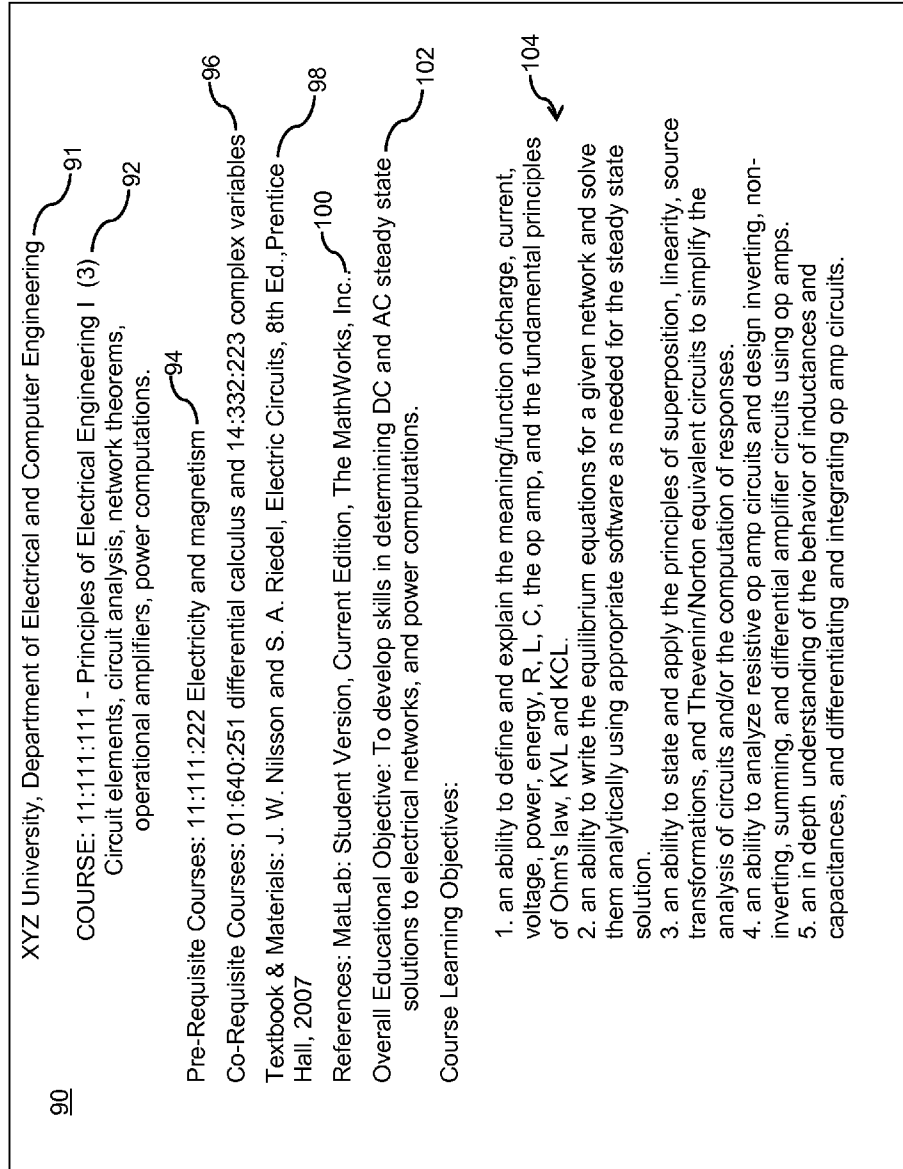 90
XYZ University, Department of Electrical and Computer Engineering 91
COURSE: 11:111:111 - Principles of Electrical Engineering I (3) 92
Circuit elements, circuit analysis, network theorems,
operational amplifiers, power computations.
94
Pre-Requisite Courses: 11:111:222 Electricity and magnetism
Co-Requisite Courses: 01:640:251 differential calculus and 14:332:223 complex variables 96
Textbook & Materials: J. W. Nilsson and S. A. Riedel, Electric Circuits, 8th Ed.,Prentice 98
Hall, 2007
References: MatLab: Student Version, Current Edition, The MathWorks, Inc.. 100
Overall Educational Objective: To develop skills in determining DC and AC steady state 102
solutions to electrical networks, and power computations.
Course Learning Objectives:
104
1. an ability to define and explain the meaning/function ofcharge, current,
voltage, power, energy, R, L, C, the op amp, and the fundamental principles
of Ohm's law, KVL and KCL.
2. an ability to write the equilibrium equations for a given network and solve
them analytically using appropriate software as needed for the steady state
solution.
3. an ability to state and apply the principles of superposition, linearity, source
transformations, and Thevenin/Norton equivalent circuits to simplify the
analysis of circuits and/or the computation of responses.
4. an ability to analyze resistive op amp circuits and design inverting, non-
inverting, summing, and differential amplifier circuits using op amps.
5. an in depth understanding of the behavior of inductances and
capacitances, and differentiating and integrating op amp circuits.